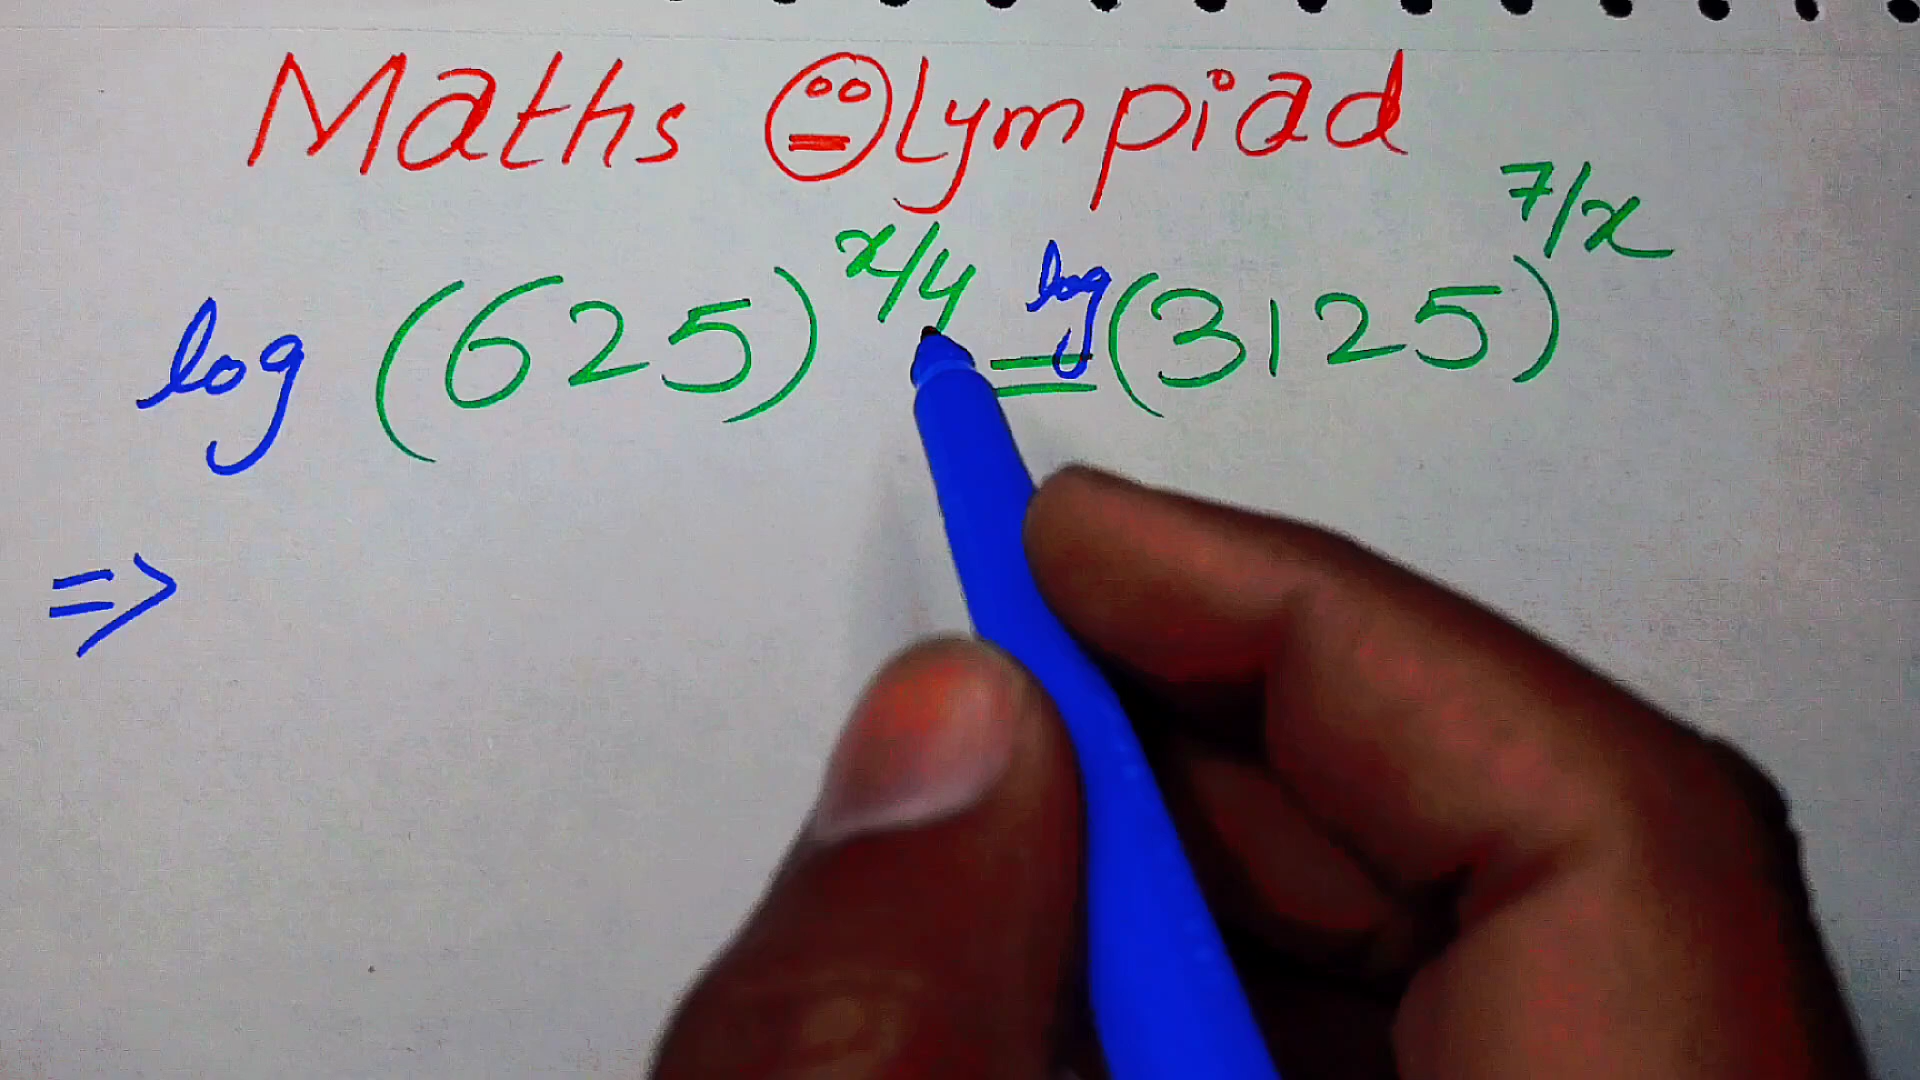 Maths Olympiad
log (625)^x/4 = log (3125)^7/x
=>